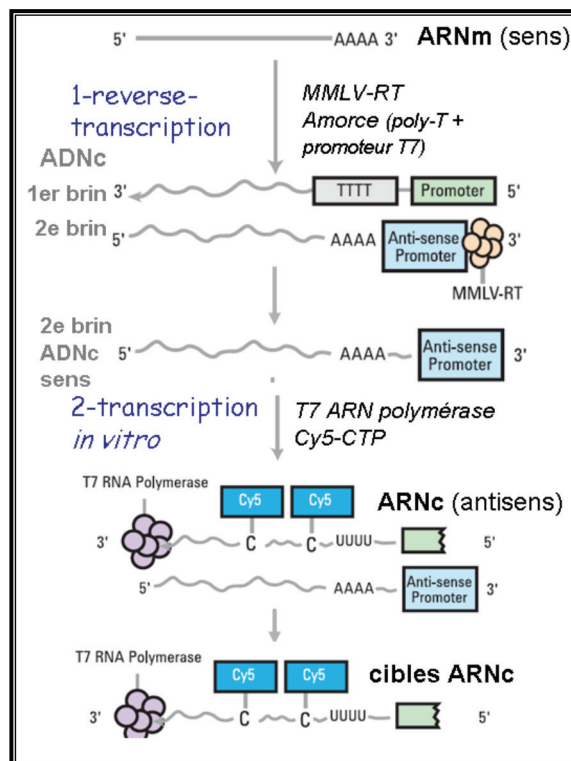 5' AAAA 3' ARNm (sens)
1-reverse-
transcription
MMLV-RT
Amorce (poly-T +
promoteur T7)
ADNc
1er brin 3' TTTT Promoter 5'
2e brin 5' AAAA Anti-sense
Promoter 3'
MMLV-RT
2e brin
ADNc
sens
5' AAAA Anti-sense
Promoter 3'
2-transcription
in vitro
T7 ARN polymérase
Cy5-CTP
T7 RNA Polymerase
Cy5 Cy5
ARNc (antisens)
3' C C UUUU 5'
5' AAAA Anti-sense
Promoter 3'
cibles ARNc
T7 RNA Polymerase
Cy5 Cy5
3' C C UUUU 5'